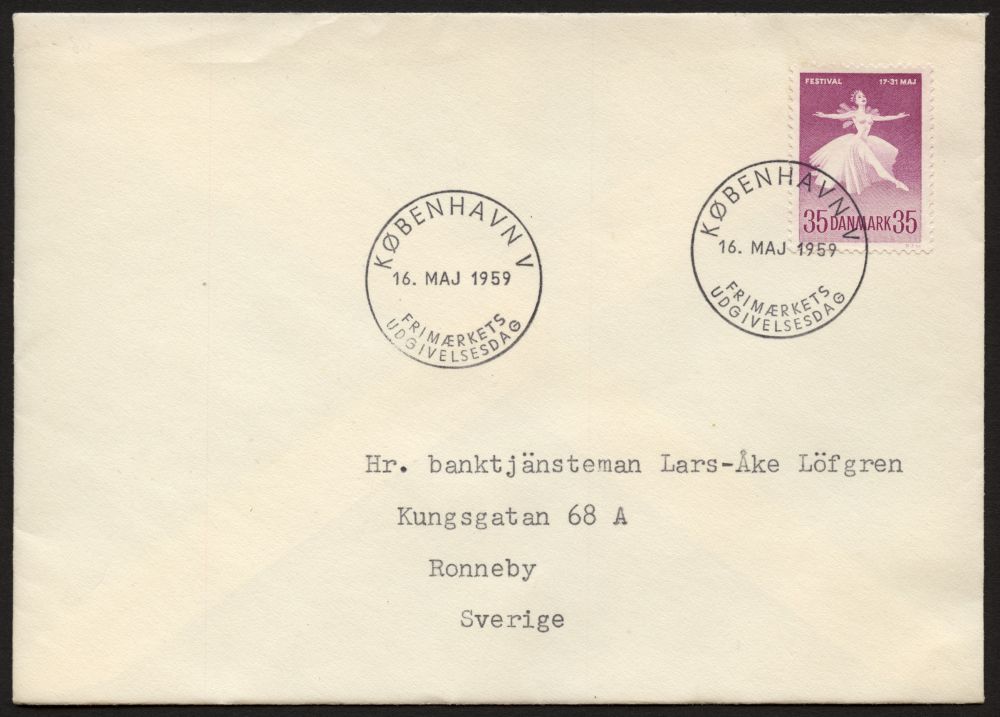 FESTIVAL 17-31 MAJ
35 DANMARK 35
KØBENHAVN V
16. MAJ 1959
FRIMÆRKETS
UDGIVELSESDAG
KØBENHAVN V
16. MAJ 1959
FRIMÆRKETS
UDGIVELSESDAG
Hr. banktjänsteman Lars-Åke Löfgren
Kungsgatan 68 A
Ronneby
Sverige